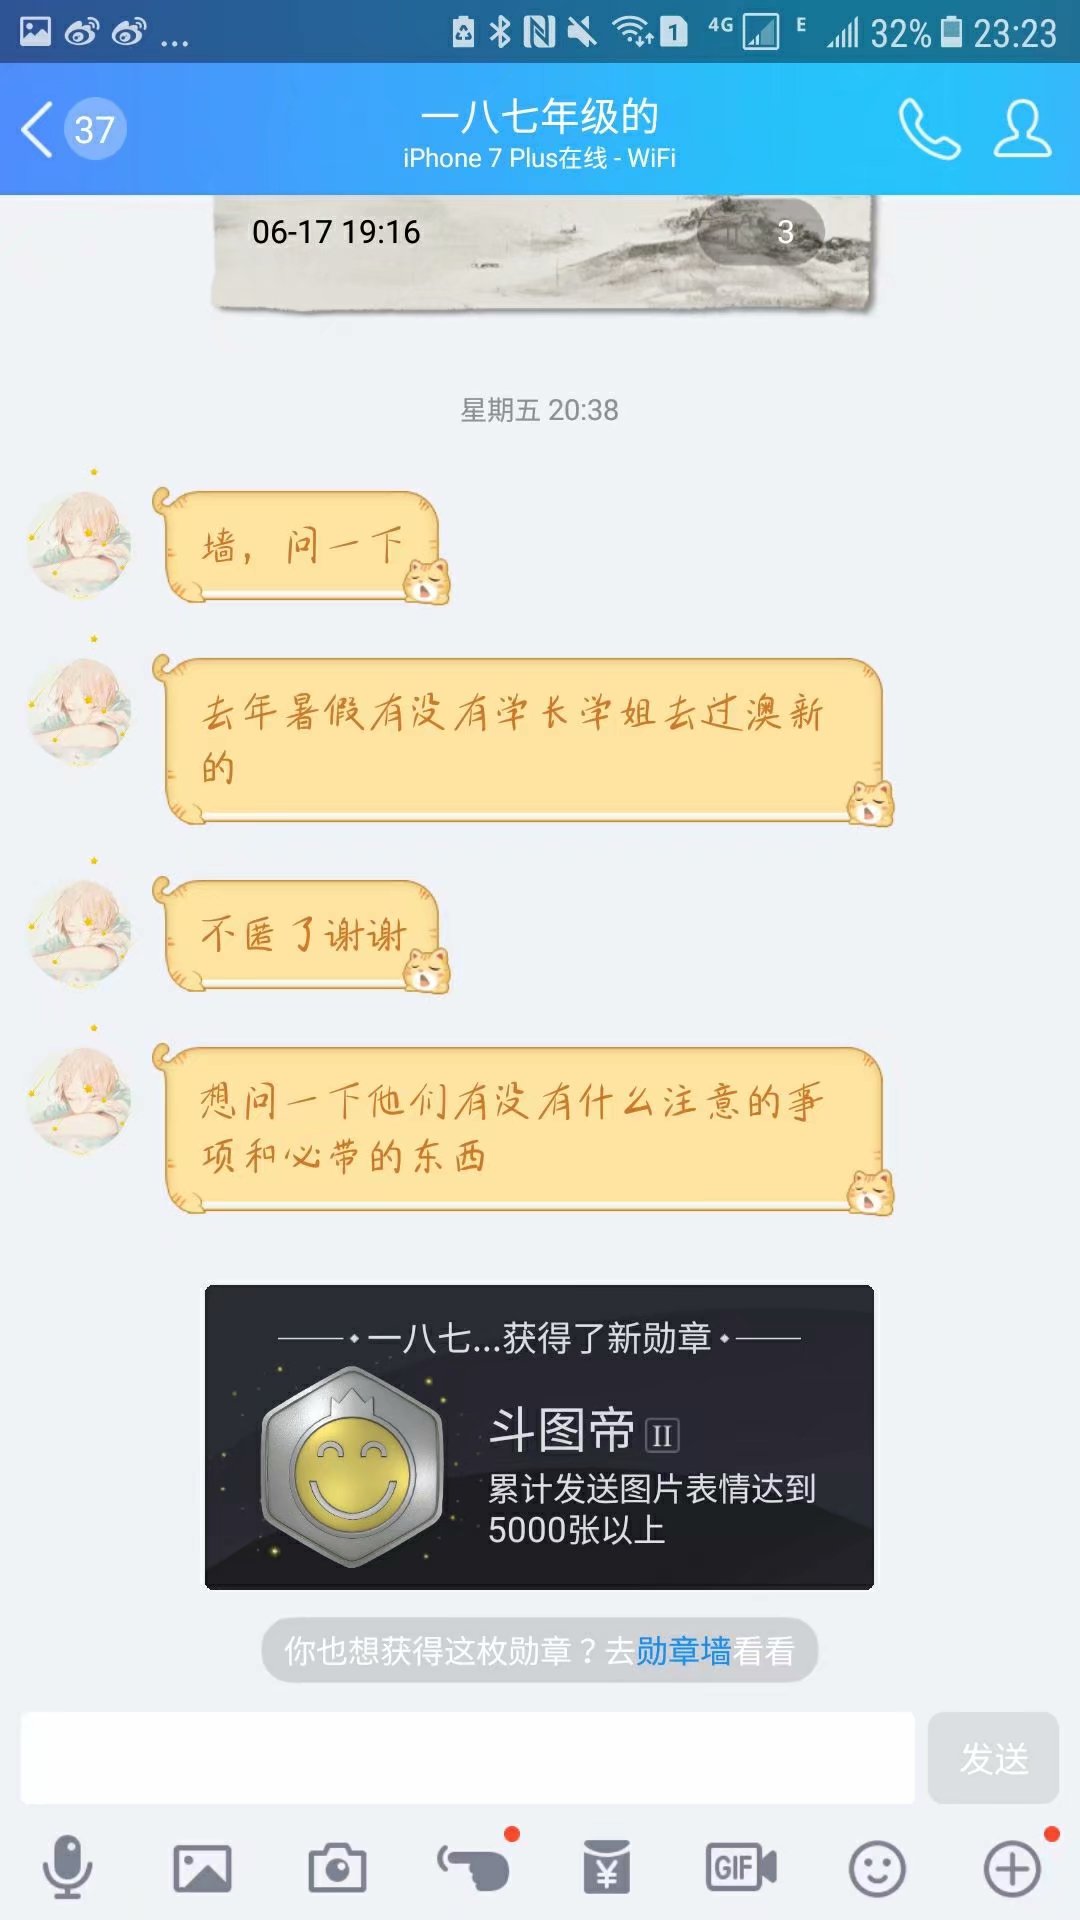 1
4G
E
32%
23:23
37
一八七年级的
iPhone 7 Plus在线 - WiFi
06-17 19:16
3
星期五 20:38
墙，问一下
去年暑假有没有学长学姐去过澳新
的
不匿了谢谢
想问一下他们有没有什么注意的事
项和必带的东西
一八七...获得了新勋章
斗图帝 II
累计发送图片表情达到
5000张以上
你也想获得这枚勋章？去勋章墙看看
发送
¥
GIF